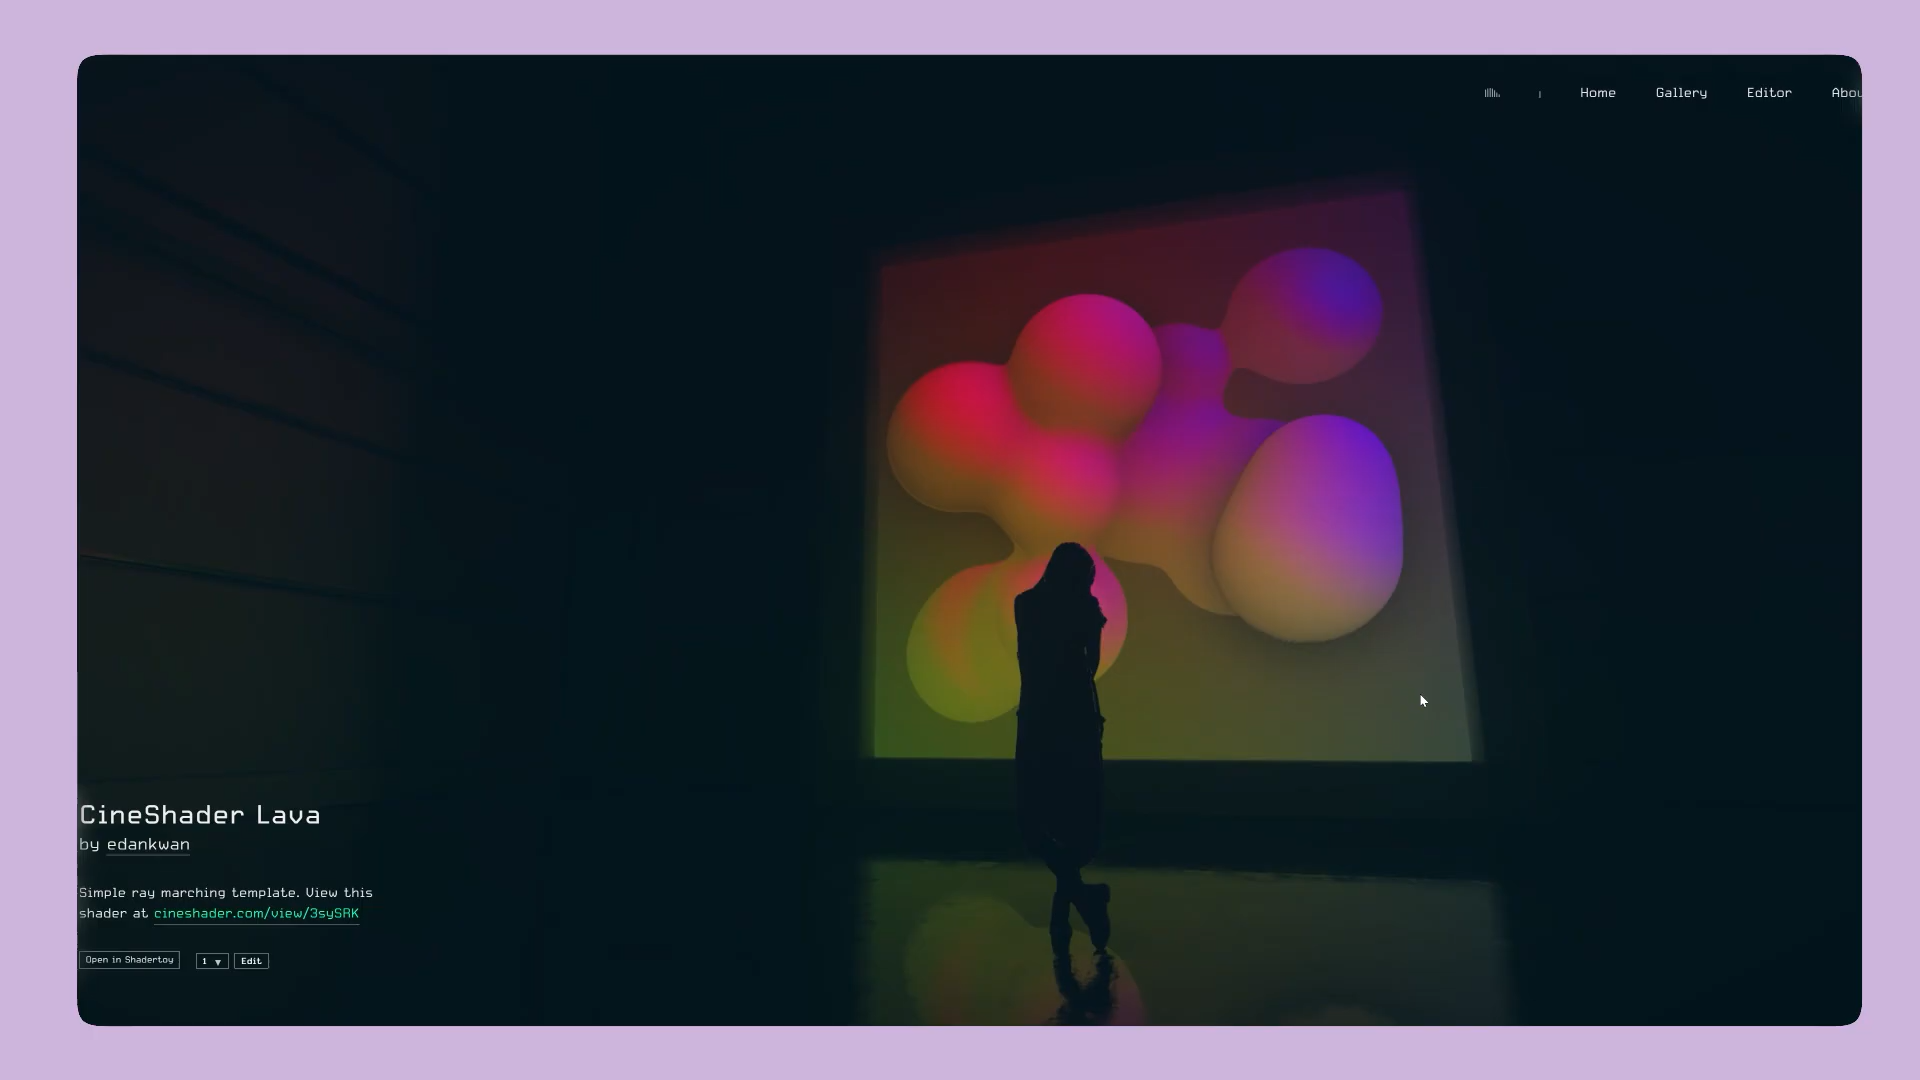 Home Gallery Editor Abou
CineShader Lava
by edankwan
Simple ray marching template. View this
shader at cineshader.com/view/3sySRK
Open in Shadertoy 1 Edit